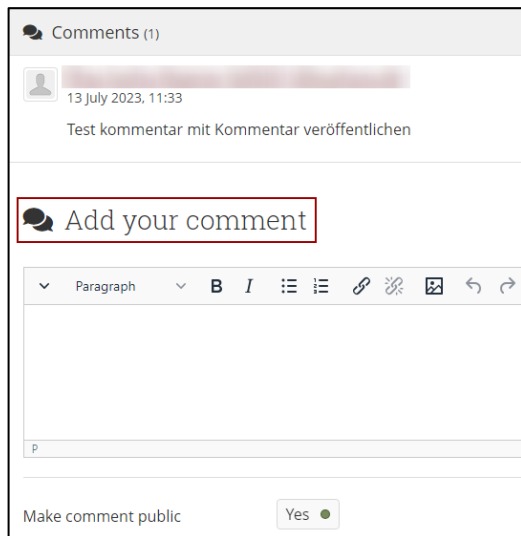 Comments (1)
13 July 2023, 11:33
Test kommentar mit Kommentar veröffentlichen
Add your comment
Paragraph B I
P
Make comment public Yes